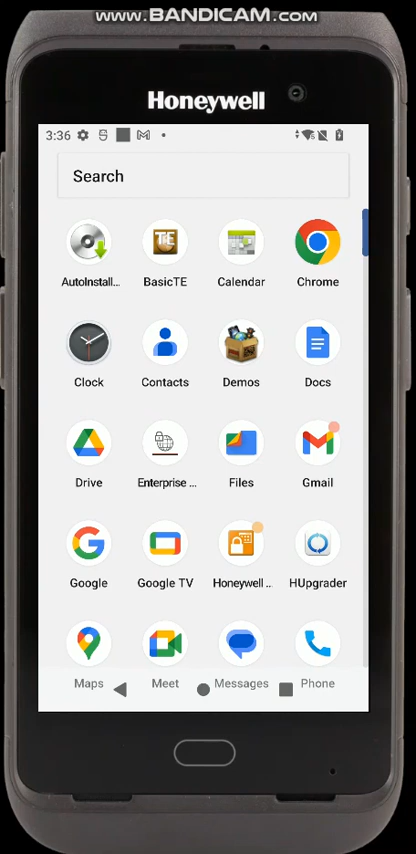 www.BANDICAM.com
Honeywell
3:36
Search
AutoInstall...
BasicTE
Calendar
Chrome
Clock
Contacts
Demos
Docs
Drive
Enterprise ...
Files
Gmail
Google
Google TV
Honeywell ...
HUpgrader
Maps
Meet
Messages
Phone